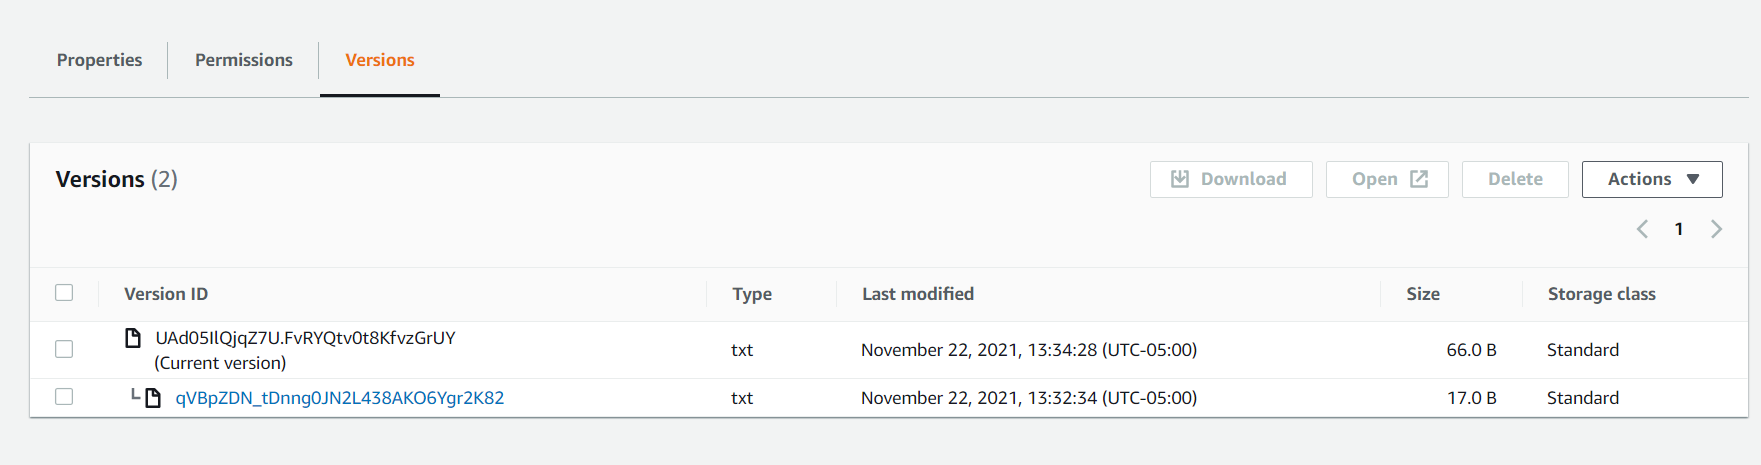 Properties Permissions Versions
Versions (2) Download Open Delete Actions
1
Version ID Type Last modified Size Storage class
UAd05IlQjqZ7U.FvRYQtv0t8KfvzGrUY
(Current version) txt November 22, 2021, 13:34:28 (UTC-05:00) 66.0 B Standard
qVBpZDN_tDnng0JN2L438AKO6Ygr2K82 txt November 22, 2021, 13:32:34 (UTC-05:00) 17.0 B Standard